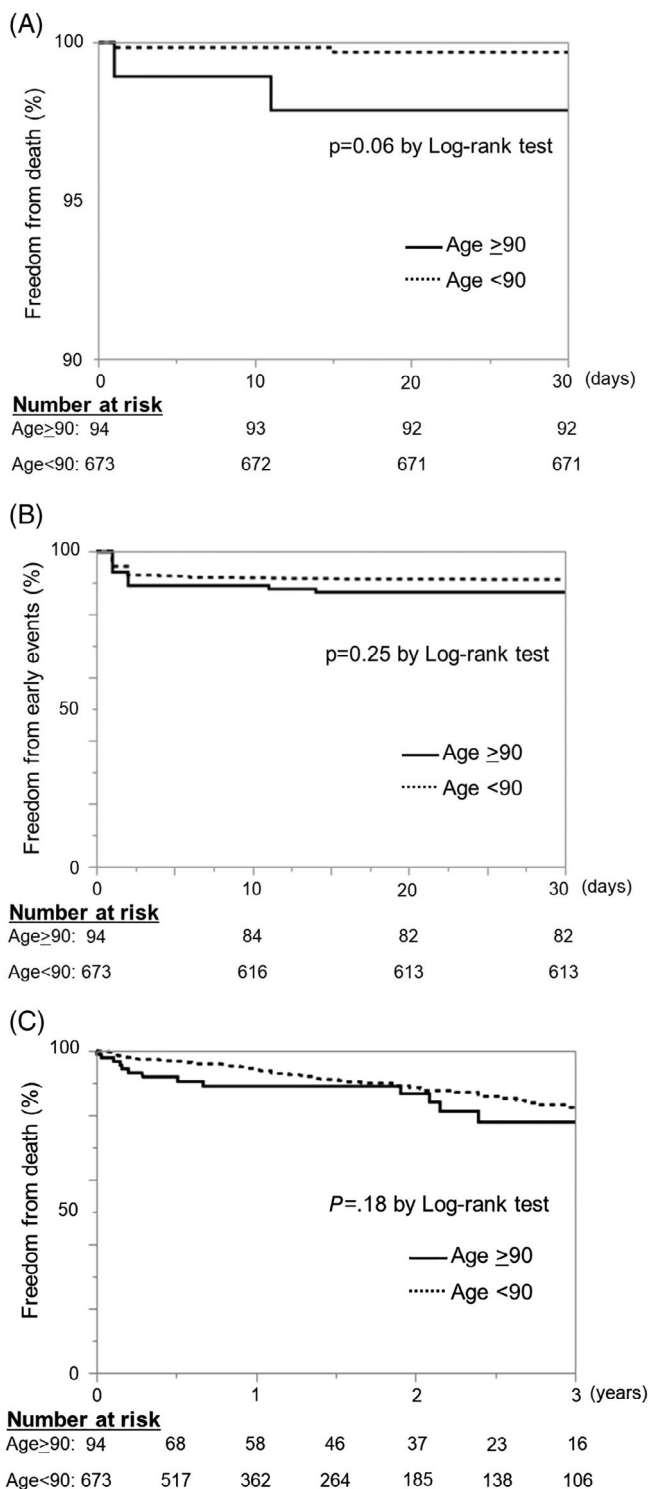 (A)
100
95
90
Freedom from death (%)
p=0.06 by Log-rank test
Age ≥90
Age <90
0 10 20 30 (days)
Number at risk
Age≥90: 94 93 92 92
Age<90: 673 672 671 671
(B)
100
50
0
Freedom from early events (%)
p=0.25 by Log-rank test
Age ≥90
Age <90
0 10 20 30 (days)
Number at risk
Age≥90: 94 84 82 82
Age<90: 673 616 613 613
(C)
100
50
0
Freedom from death (%)
P=.18 by Log-rank test
Age ≥90
Age <90
0 1 2 3 (years)
Number at risk
Age≥90: 94 68 58 46 37 23 16
Age<90: 673 517 362 264 185 138 106